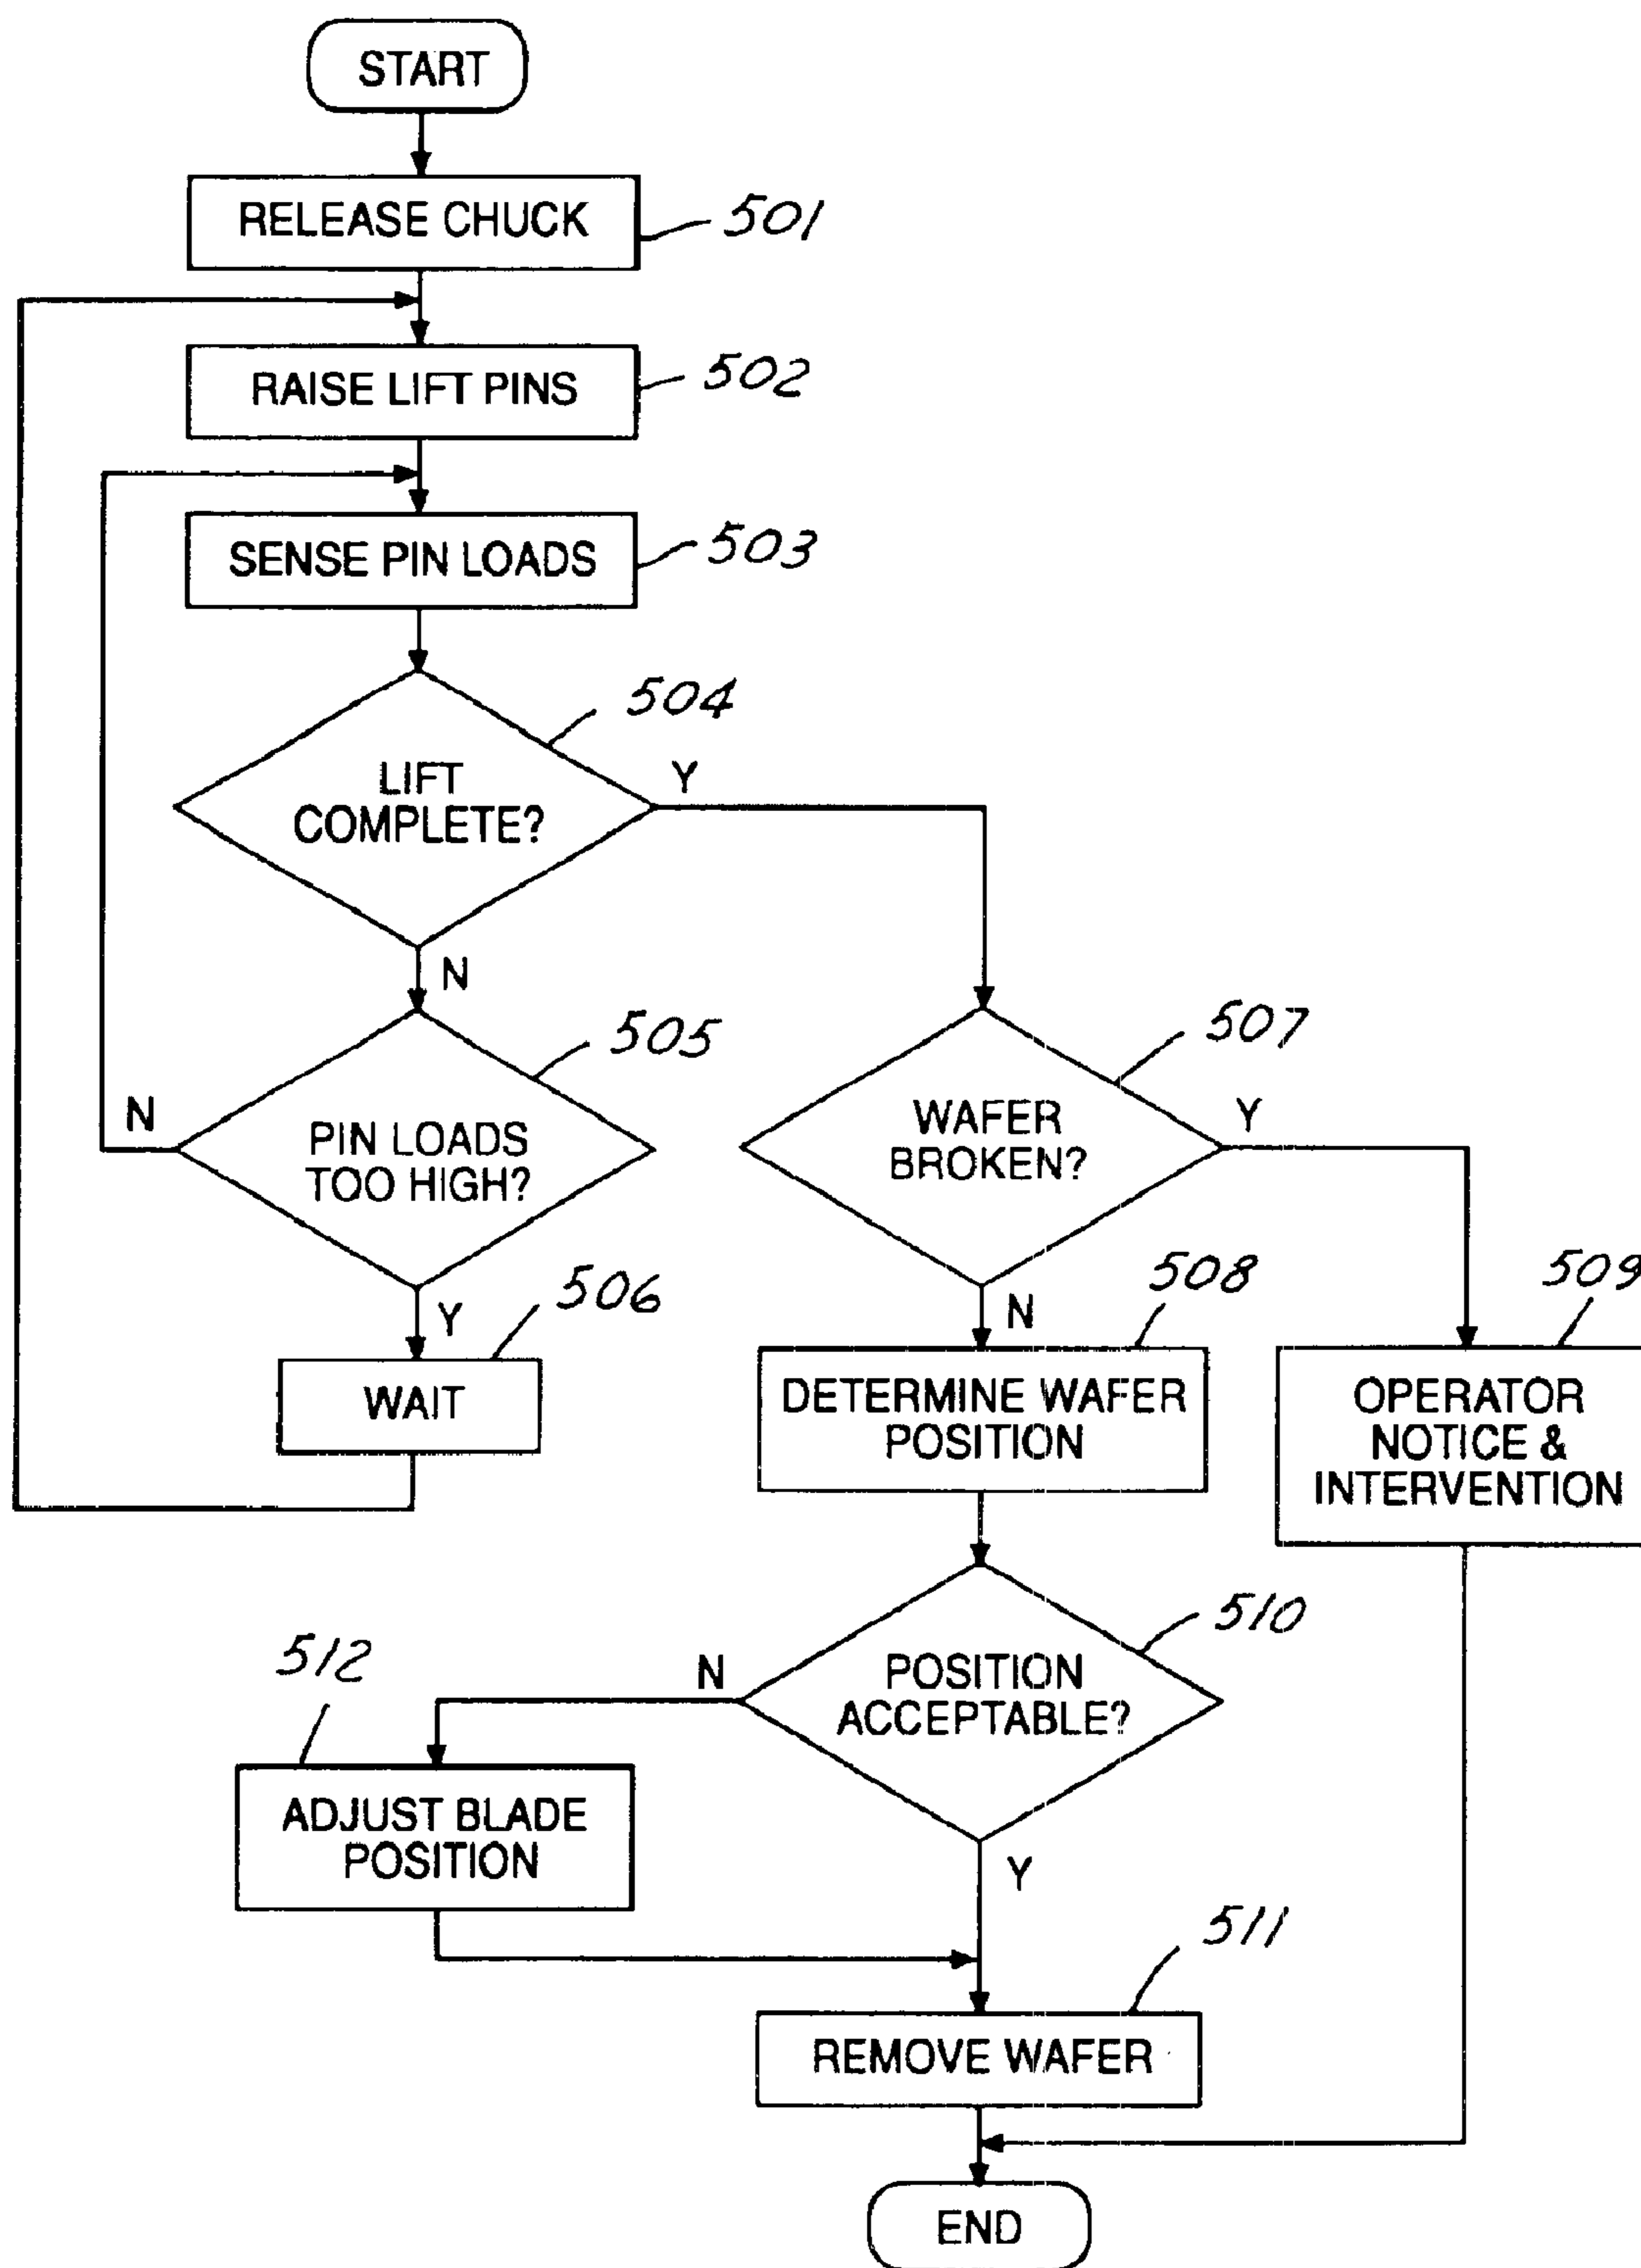 START
RELEASE CHUCK
501
RAISE LIFT PINS
502
SENSE PIN LOADS
503
504
LIFT
COMPLETE?
Y
N
505
PIN LOADS
TOO HIGH?
N
Y
506
WAIT
507
WAFER
BROKEN?
Y
N
508
DETERMINE WAFER
POSITION
509
OPERATOR
NOTICE &
INTERVENTION
510
POSITION
ACCEPTABLE?
N
Y
512
ADJUST BLADE
POSITION
511
REMOVE WAFER
END